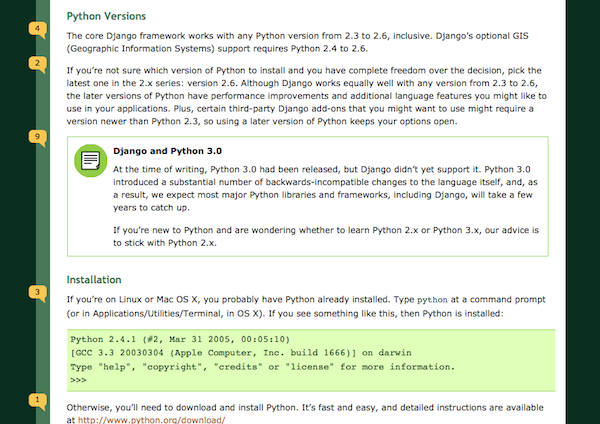 Python Versions
4
The core Django framework works with any Python version from 2.3 to 2.6, inclusive. Django's optional GIS
(Geographic Information Systems) support requires Python 2.4 to 2.6.
2
If you're not sure which version of Python to install and you have complete freedom over the decision, pick the
latest one in the 2.x series: version 2.6. Although Django works equally well with any version from 2.3 to 2.6,
the later versions of Python have performance improvements and additional language features you might like to
use in your applications. Plus, certain third-party Django add-ons that you might want to use might require a
version newer than Python 2.3, so using a later version of Python keeps your options open.
9
Django and Python 3.0
At the time of writing, Python 3.0 had been released, but Django didn't yet support it. Python 3.0
introduced a substantial number of backwards-incompatible changes to the language itself, and, as
a result, we expect most major Python libraries and frameworks, including Django, will take a few
years to catch up.
If you're new to Python and are wondering whether to learn Python 2.x or Python 3.x, our advice is
to stick with Python 2.x.
Installation
3
If you're on Linux or Mac OS X, you probably have Python already installed. Type python at a command prompt
(or in Applications/Utilities/Terminal, in OS X). If you see something like this, then Python is installed:
Python 2.4.1 (#2, Mar 31 2005, 00:05:10)
[GCC 3.3 20030304 (Apple Computer, Inc. build 1666)] on darwin
Type "help", "copyright", "credits" or "license" for more information.
>>>
1
Otherwise, you'll need to download and install Python. It's fast and easy, and detailed instructions are available
at http://www.python.org/download/